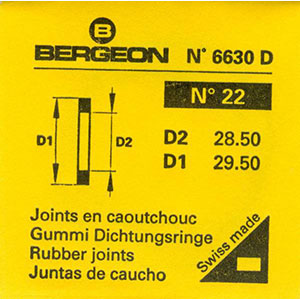 B
BERGEON N° 6630 D
N° 22
D1 D2
D2 28.50
D1 29.50
Joints en caoutchouc
Gummi Dichtungsringe
Rubber joints
Juntas de caucho
Swiss made